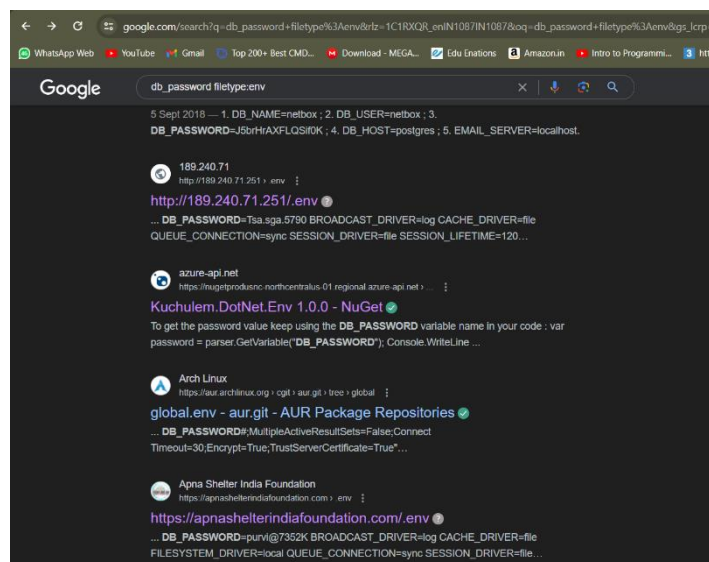 google.com/search?q=db_password+filetype%3Aenv&rlz=1C1RXQR_enIN1087IN1087&oq=db_password+filetype%3Aenv&gs_lcrp
WhatsApp Web YouTube Gmail Top 200+ Best CMD... Download - MEGA... Edu Enations Amazon.in Intro to Programmi... htt
Google db_password filetype:env
5 Sept 2018 — 1. DB_NAME=netbox ; 2. DB_USER=netbox ; 3.
DB_PASSWORD=J5brHrAXFLQSif0K ; 4. DB_HOST=postgres ; 5. EMAIL_SERVER=localhost.
189.240.71
http://189.240.71.251 › .env
http://189.240.71.251/.env
... DB_PASSWORD=Tsa.sga.5790 BROADCAST_DRIVER=log CACHE_DRIVER=file
QUEUE_CONNECTION=sync SESSION_DRIVER=file SESSION_LIFETIME=120...
azure-api.net
https://nugetprodusnc-northcentralus-01.regional.azure-api.net › ...
Kuchulem.DotNet.Env 1.0.0 - NuGet
To get the password value keep using the DB_PASSWORD variable name in your code : var
password = parser.GetVariable("DB_PASSWORD"); Console.WriteLine ...
Arch Linux
https://aur.archlinux.org › cgit › aur.git › tree › global
global.env - aur.git - AUR Package Repositories
... DB_PASSWORD#;MultipleActiveResultSets=False;Connect
Timeout=30;Encrypt=True;TrustServerCertificate=True"...
Apna Shelter India Foundation
https://apnashelterindiafoundation.com › .env
https://apnashelterindiafoundation.com/.env
... DB_PASSWORD=purvi@7352K BROADCAST_DRIVER=log CACHE_DRIVER=file
FILESYSTEM_DRIVER=local QUEUE_CONNECTION=sync SESSION_DRIVER=file...